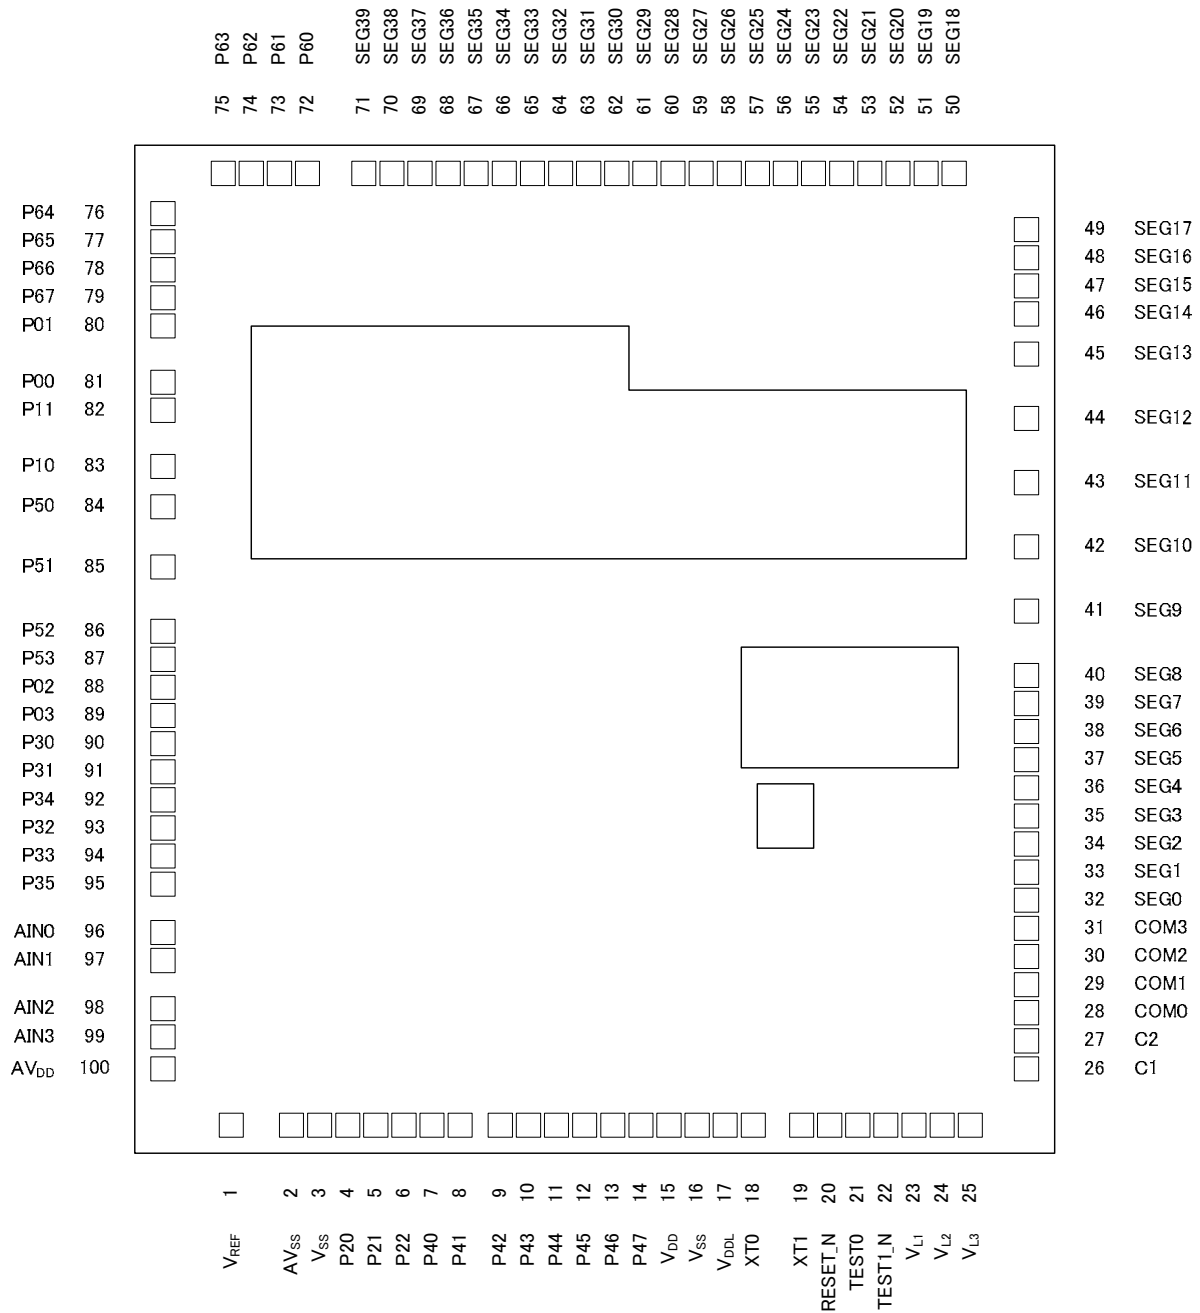 P63 P62 P61 P60 SEG39 SEG38 SEG37 SEG36 SEG35 SEG34 SEG33 SEG32 SEG31 SEG30 SEG29 SEG28 SEG27 SEG26 SEG25 SEG24 SEG23 SEG22 SEG21 SEG20 SEG19 SEG18
75 74 73 72 71 70 69 68 67 66 65 64 63 62 61 60 59 58 57 56 55 54 53 52 51 50
P64 76
P65 77
P66 78
P67 79
P01 80
P00 81
P11 82
P10 83
P50 84
P51 85
P52 86
P53 87
P02 88
P03 89
P30 90
P31 91
P34 92
P32 93
P33 94
P35 95
AIN0 96
AIN1 97
AIN2 98
AIN3 99
AVDD 100
49 SEG17
48 SEG16
47 SEG15
46 SEG14
45 SEG13
44 SEG12
43 SEG11
42 SEG10
41 SEG9
40 SEG8
39 SEG7
38 SEG6
37 SEG5
36 SEG4
35 SEG3
34 SEG2
33 SEG1
32 SEG0
31 COM3
30 COM2
29 COM1
28 COM0
27 C2
26 C1
1 2 3 4 5 6 7 8 9 10 11 12 13 14 15 16 17 18 19 20 21 22 23 24 25
VREF AVSS VSS P20 P21 P22 P40 P41 P42 P43 P44 P45 P46 P47 VDD VSS VDDL XT0 XT1 RESET_N TEST0 TEST1_N VL1 VL2 VL3